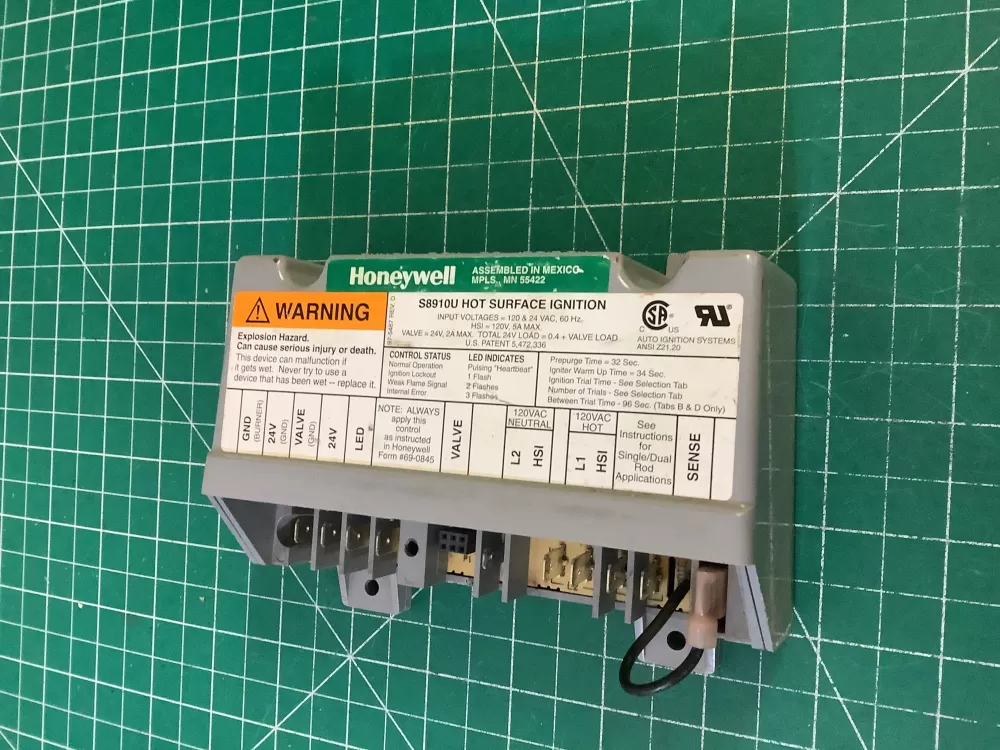 Honeywell
ASSEMBLED IN MEXICO
MPLS., MN 55422
WARNING
Explosion Hazard.
Can cause serious injury or death.
This device can malfunction if
it gets wet. Never try to use a
device that has been wet -- replace it.
S8910U HOT SURFACE IGNITION
INPUT VOLTAGES = 120 & 24 VAC, 60 Hz.
HSI = 120V, 5A MAX.
VALVE = 24V, 2A MAX. TOTAL 24V LOAD = 0.4 + VALVE LOAD.
U.S. PATENT 5,472,336
C US
AUTO IGNITION SYSTEMS
ANSI Z21.20
CONTROL STATUS
Normal Operation
Ignition Lockout
Weak Flame Signal
Internal Error
LED INDICATES
Pulsing "Heartbeat"
1 Flash
2 Flashes
3 Flashes
Prepurge Time = 32 Sec.
Igniter Warm Up Time = 34 Sec.
Ignition Trial Time - See Selection Tab
Number of Trials - See Selection Tab
Between Trial Time - 96 Sec. (Tabs B & D Only)
GND
(BURNER)
24V
(GND)
VALVE
(GND)
24V
LED
NOTE: ALWAYS
apply this
control
as instructed
in Honeywell
Form #69-0845
VALVE
120VAC
NEUTRAL
L2
HSI
120VAC
HOT
L1
HSI
See
Instructions
for
Single/Dual
Rod
Applications
SENSE